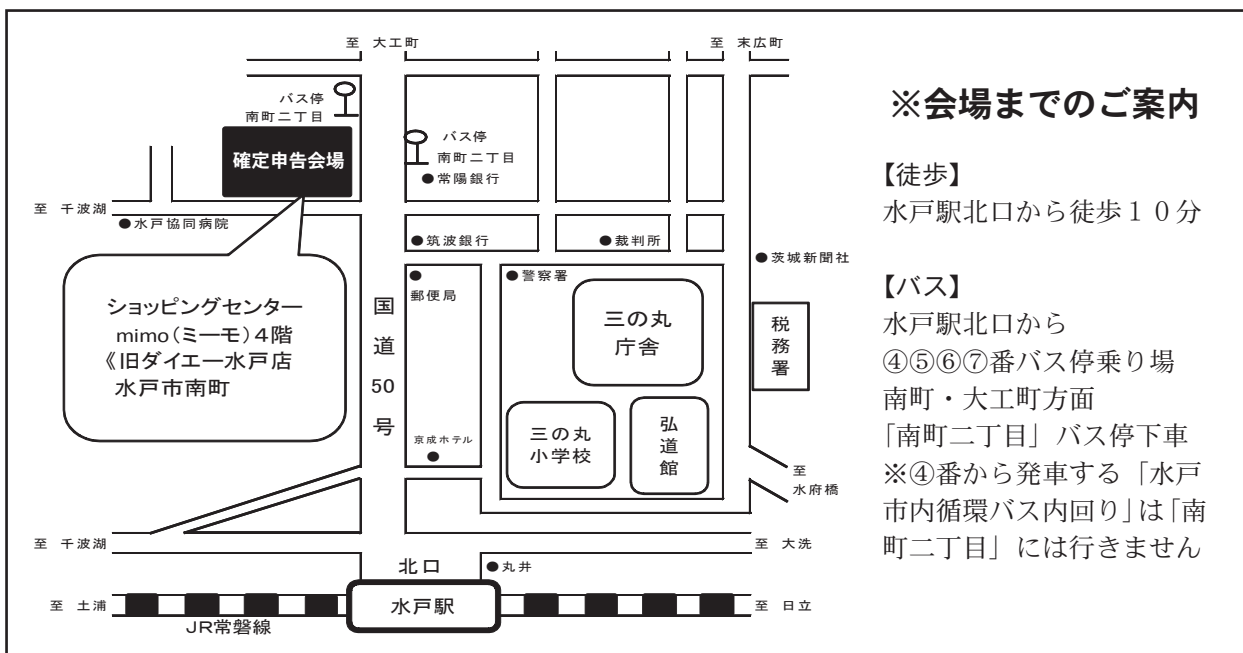 至 大工町
至 末広町
バス停
南町二丁目
バス停
南町二丁目
確定申告会場
●常陽銀行
至 千波湖
●水戸協同病院
●筑波銀行
●裁判所
●茨城新聞社
●郵便局
●警察署
ショッピングセンター
mimo(ミーモ)4階
《旧ダイエー水戸店
水戸市南町
国道50号
三の丸
庁舎
税務署
京成ホテル
●
三の丸
小学校
弘道館
至
水府橋
至 千波湖
至 大洗
北口
●丸井
至 土浦
水戸駅
至 日立
JR常磐線
※会場までのご案内
【徒歩】
水戸駅北口から徒歩10分
【バス】
水戸駅北口から
④⑤⑥⑦番バス停乗り場
南町・大工町方面
「南町二丁目」バス停下車
※④番から発車する「水戸
市内循環バス内回り」は「南
町二丁目」には行きません